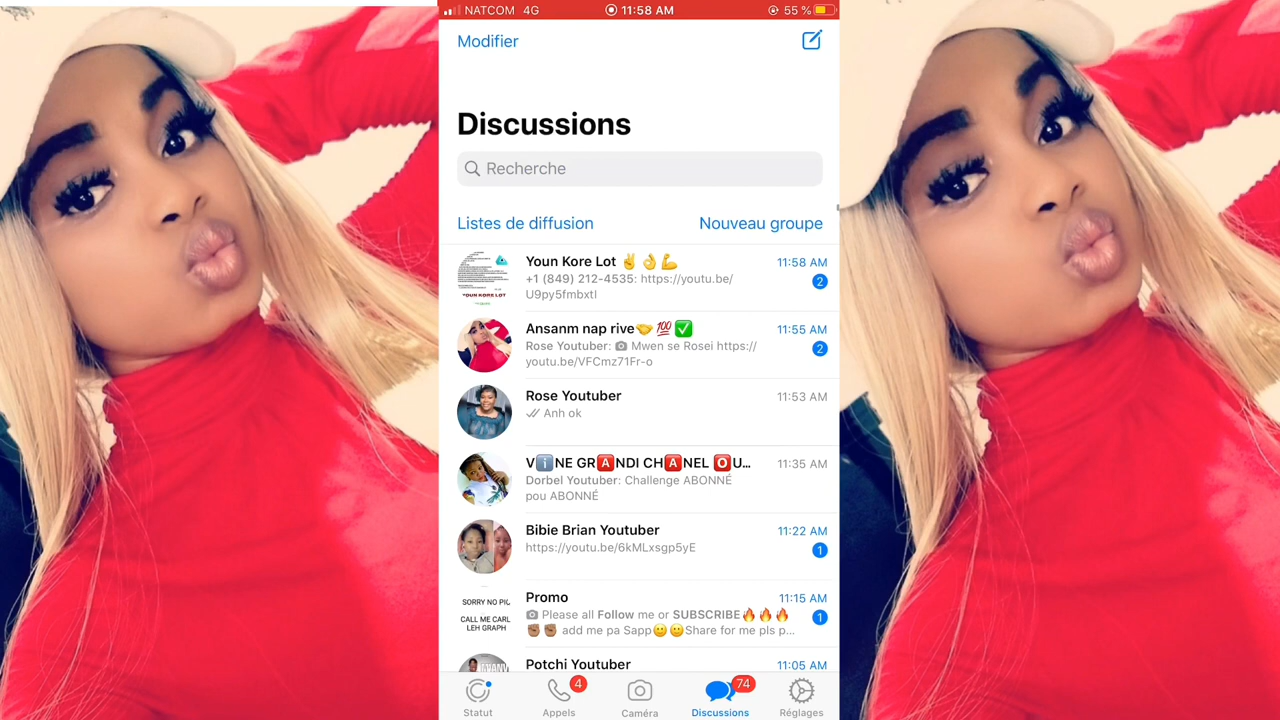 NATCOM 4G 11:58 AM 55 %
Modifier
Discussions
Recherche
Listes de diffusion Nouveau groupe
Youn Kore Lot ✌️👌💪 11:58 AM
+1 (849) 212-4535: https://youtu.be/ 2
U9py5fmbxtI
"YOUN KORE LOT
Ansanm nap rive🤝💯✅ 11:55 AM
Rose Youtuber: 📷 Mwen se Rosei https:// 2
youtu.be/VFCmz71Fr-o
Rose Youtuber 11:53 AM
Anh ok
Vℹ️NE GR🅰️NDI CH🅰️NEL 🅾️U... 11:35 AM
Dorbel Youtuber: Challenge ABONNÉ
pou ABONNÉ
Bibie Brian Youtuber 11:22 AM
https://youtu.be/6kMLxsgp5yE 1
Promo 11:15 AM
SORRY NO PIC
CALL ME CARL
LEH GRAPH
📷 Please all Follow me or SUBSCRIBE🔥🔥🔥 1
✊🏾✊🏾 add me pa Sapp🙂🙂Share for me pls p...
Potchi Youtuber 11:05 AM
4 74
Statut Appels Caméra Discussions Réglages